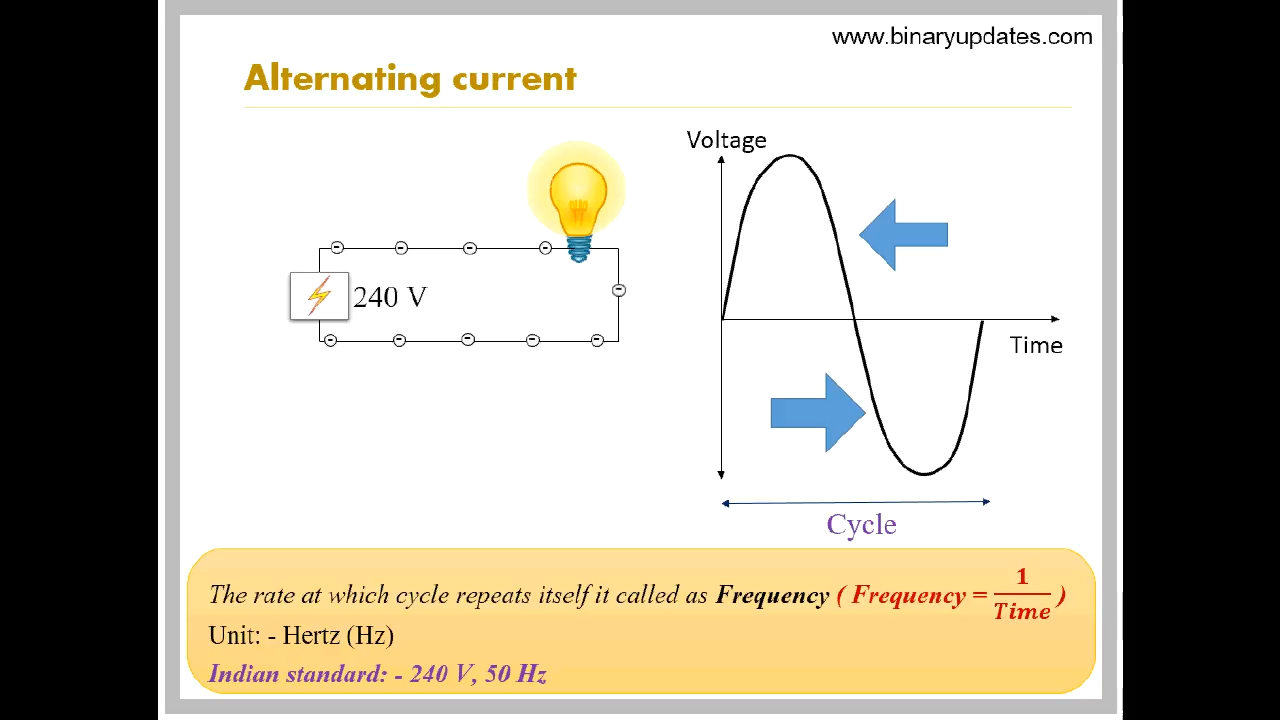 www.binaryupdates.com
Alternating current
Voltage
240 V
Time
Cycle
The rate at which cycle repeats itself it called as Frequency ( Frequency = 1/Time )
Unit: - Hertz (Hz)
Indian standard: - 240 V, 50 Hz